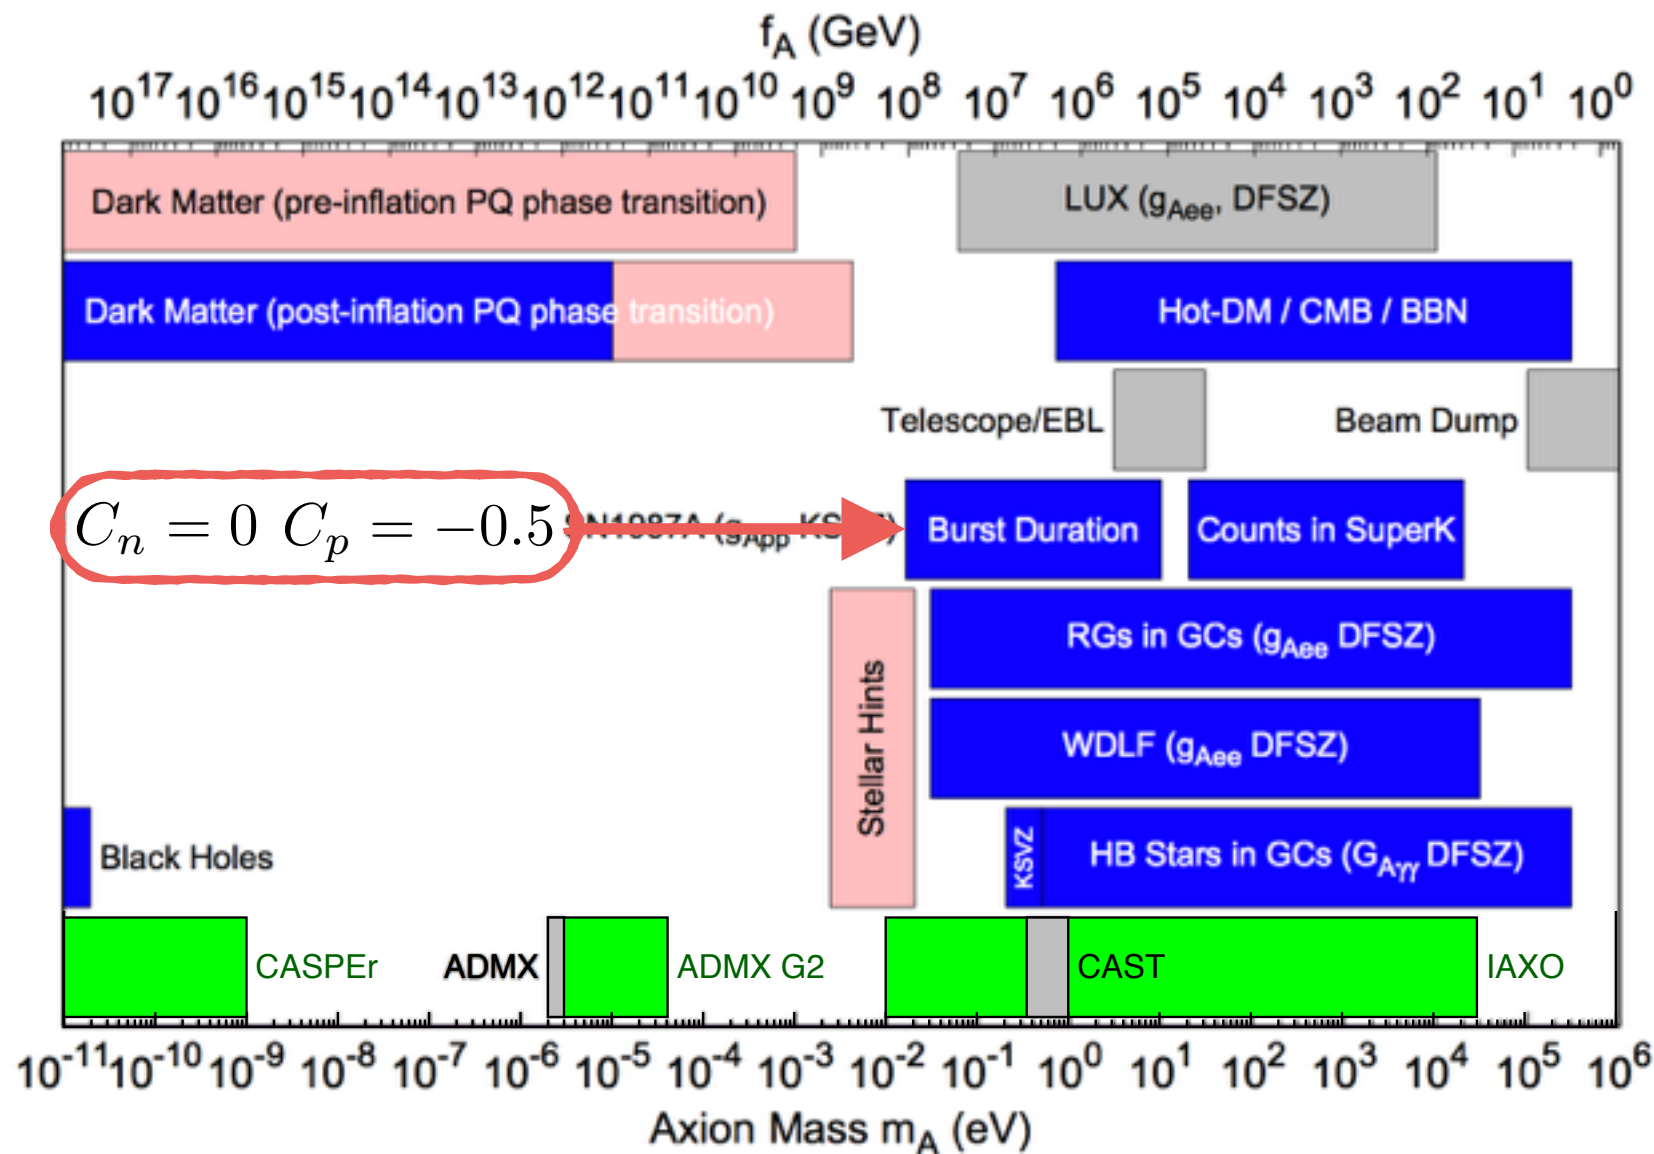 f_A (GeV)
10^17 10^16 10^15 10^14 10^13 10^12 10^11 10^10 10^9 10^8 10^7 10^6 10^5 10^4 10^3 10^2 10^1 10^0
Dark Matter (pre-inflation PQ phase transition)
LUX (g_Aee, DFSZ)
Dark Matter (post-inflation PQ phase transition)
Hot-DM / CMB / BBN
Telescope/EBL
Beam Dump
C_n = 0 C_p = −0.5
SN1987A (g_App KSVZ)
Burst Duration
Counts in SuperK
RGs in GCs (g_Aee DFSZ)
Stellar Hints
WDLF (g_Aee DFSZ)
Black Holes
KSVZ
HB Stars in GCs (G_Aγγ DFSZ)
CASPEr
ADMX
ADMX G2
CAST
IAXO
10^-11 10^-10 10^-9 10^-8 10^-7 10^-6 10^-5 10^-4 10^-3 10^-2 10^-1 10^0 10^1 10^2 10^3 10^4 10^5 10^6
Axion Mass m_A (eV)